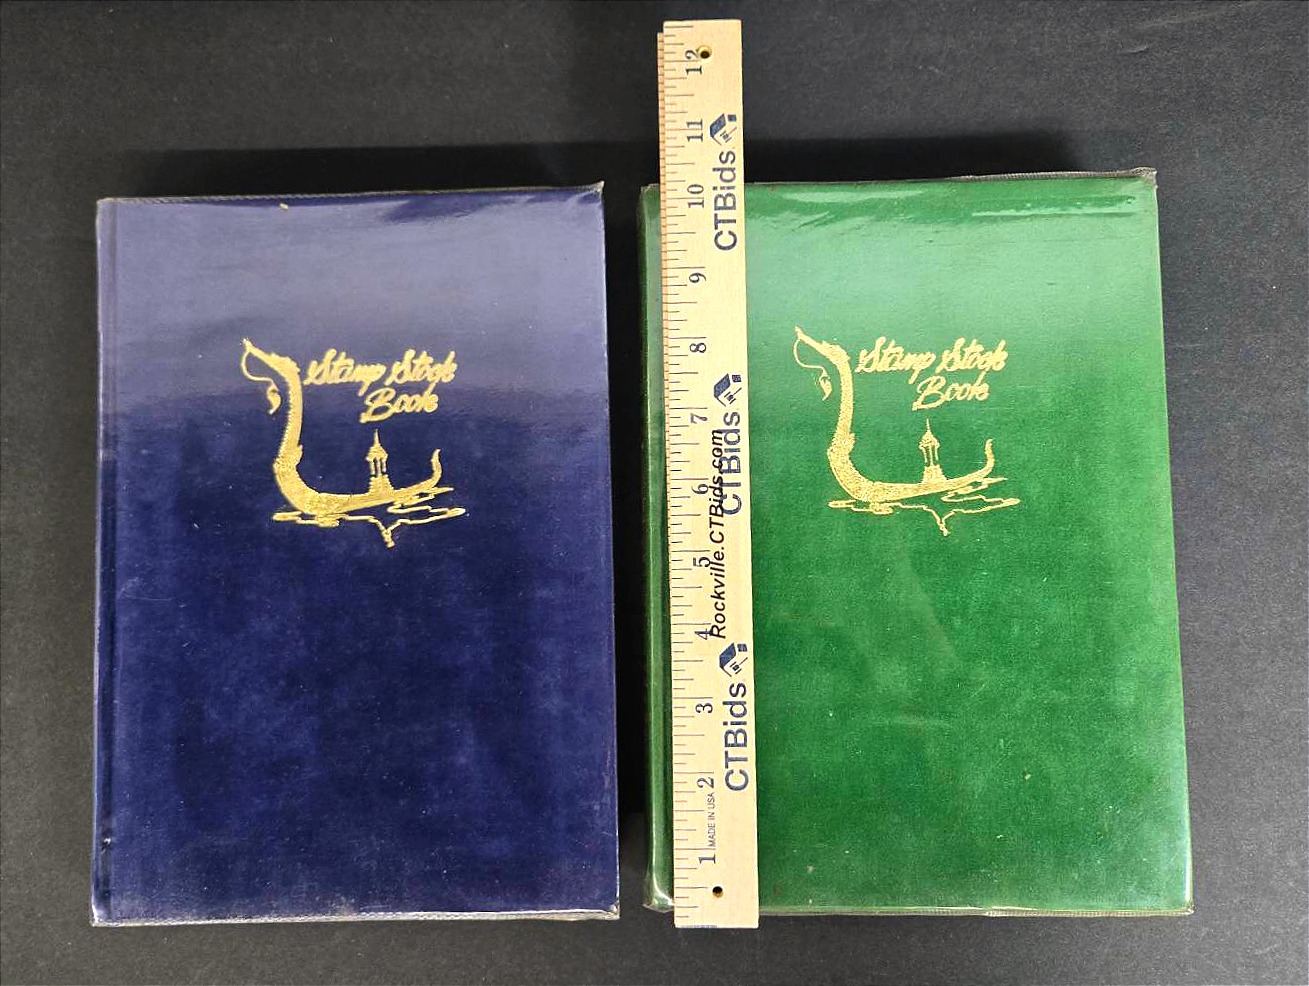 Stamp Stock
Book
12
11
10
9
8
7
6
5
4
3
2
1
CTBids
CTBids
CTBids
Rockville.CTBids.com
MADE IN USA
Stamp Stock
Book